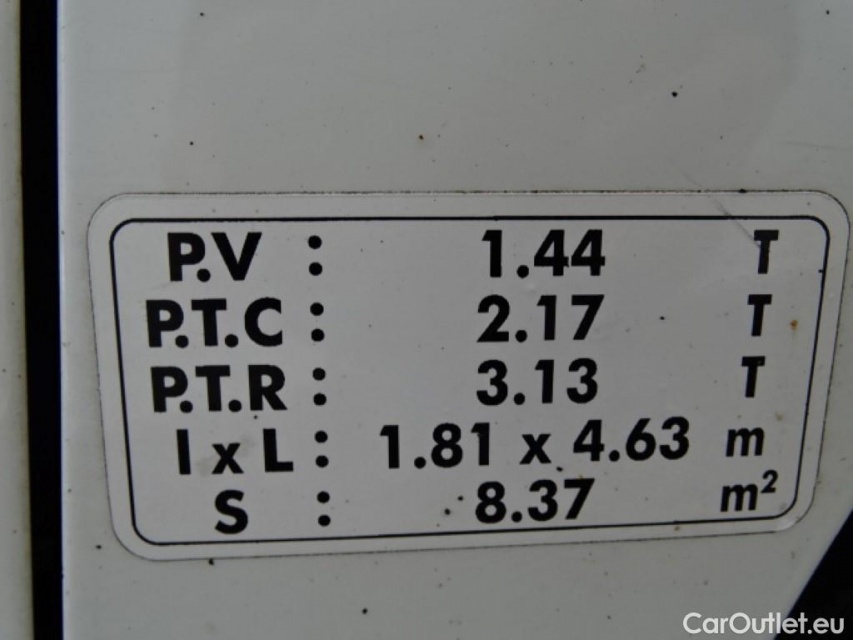 P.V : 1.44 T
P.T.C : 2.17 T
P.T.R : 3.13 T
l x L : 1.81 x 4.63 m
S : 8.37 m²
CarOutlet.eu